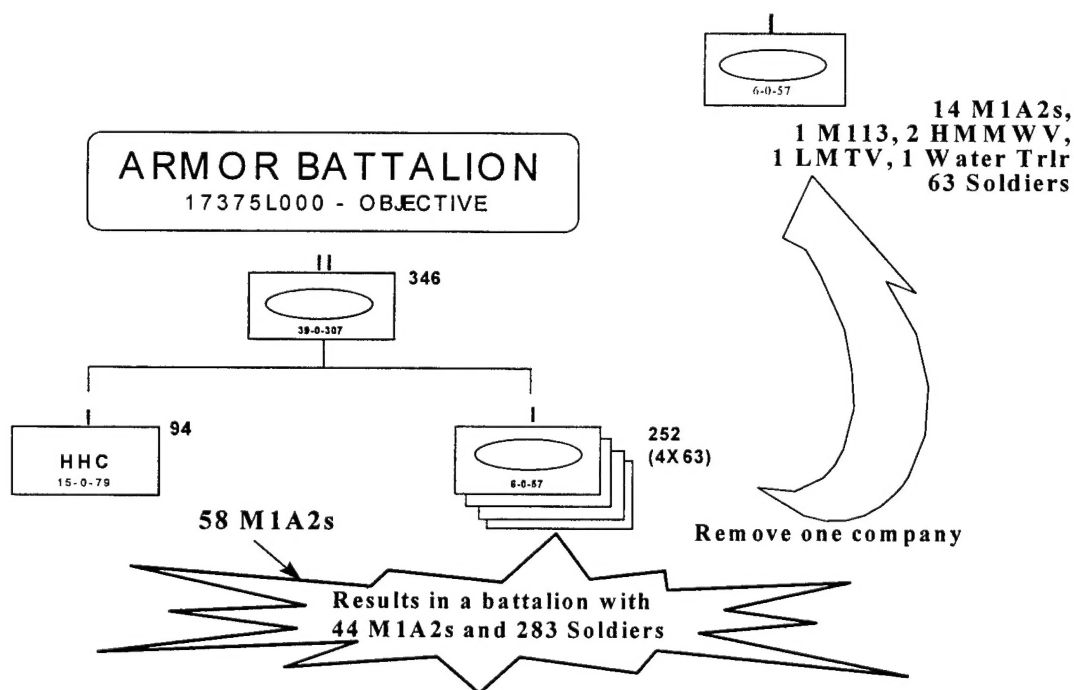 I
6-0-57
14 M1A2s,
1 M113, 2 HMMWV,
1 LMTV, 1 Water Trlr
63 Soldiers
ARMOR BATTALION
17375L000 - OBJECTIVE
II
346
39-0-307
I
94
HHC
15-0-79
I
252
(4X63)
6-0-57
58 M1A2s
Remove one company
Results in a battalion with
44 M1A2s and 283 Soldiers